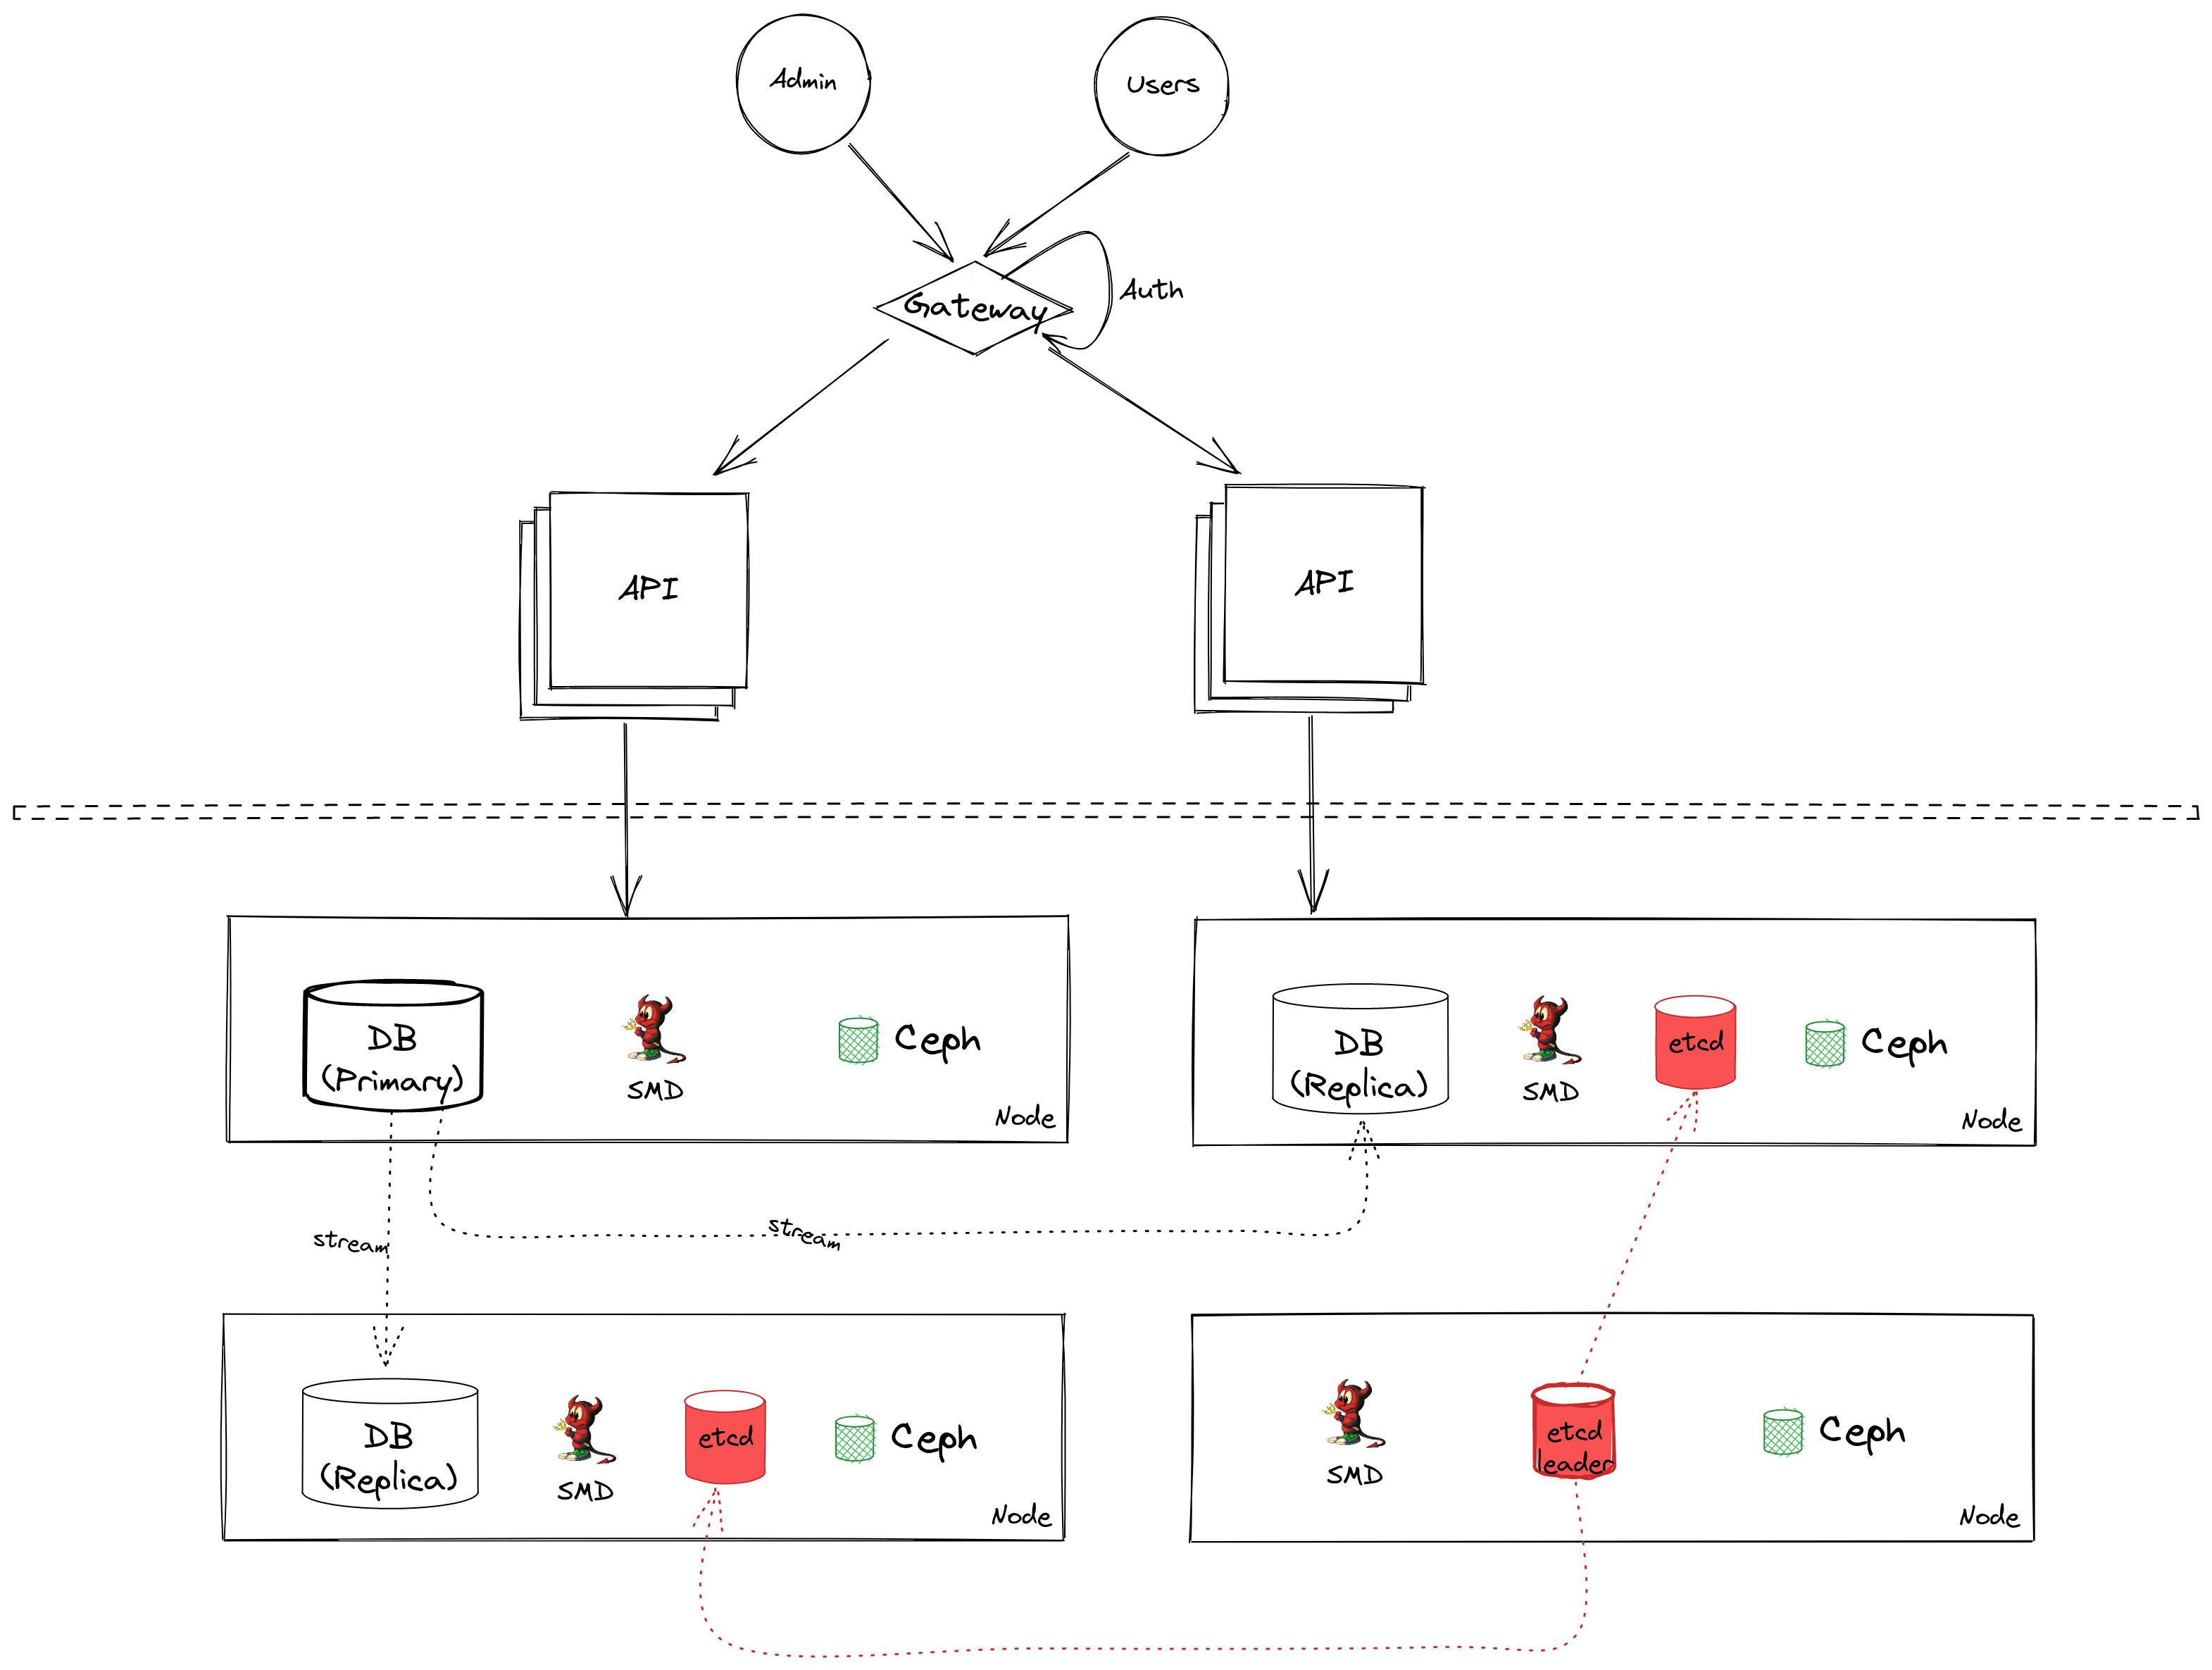 Admin
Users
Gateway
Auth
API
API
DB
(Primary)
SMD
Ceph
Node
DB
(Replica)
SMD
etcd
Ceph
Node
stream
stream
DB
(Replica)
SMD
etcd
Ceph
Node
SMD
etcd
leader
Ceph
Node